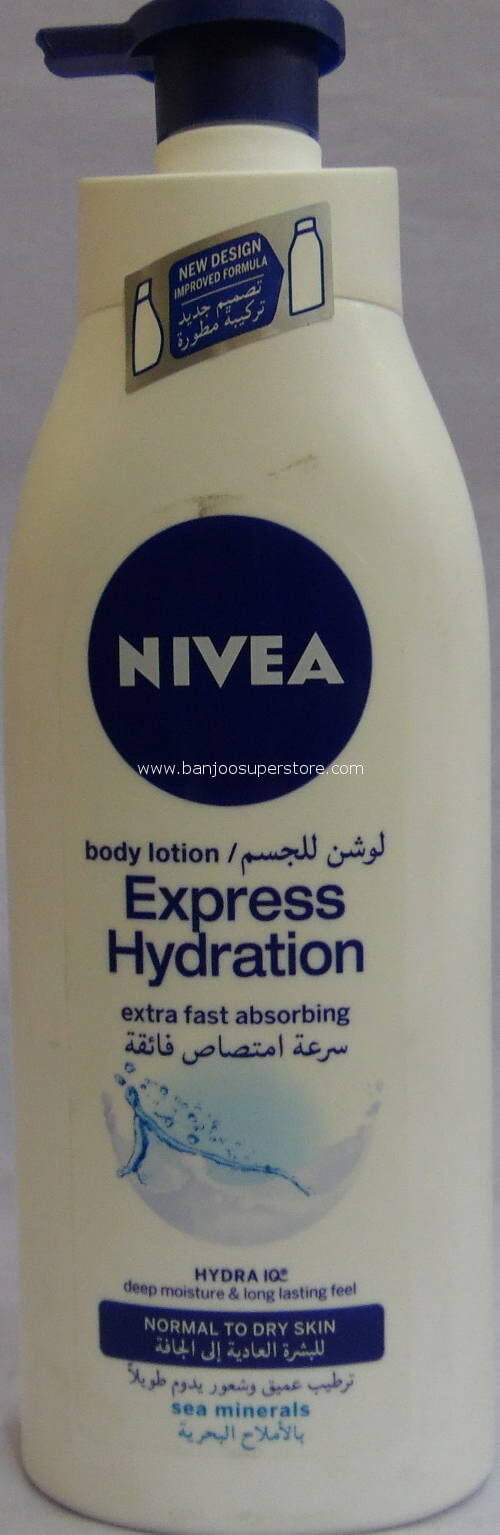 NEW DESIGN
IMPROVED FORMULA
تصميم جديد
تركيبة مطورة
NIVEA
www.banjoosuperstore.com
body lotion / لوشن للجسم
Express
Hydration
extra fast absorbing
سرعة امتصاص فائقة
HYDRA IQ®
deep moisture & long lasting feel
NORMAL TO DRY SKIN
للبشرة العادية إلى الجافة
ترطيب عميق وشعور يدوم طويلاً
sea minerals
بالأملاح البحرية